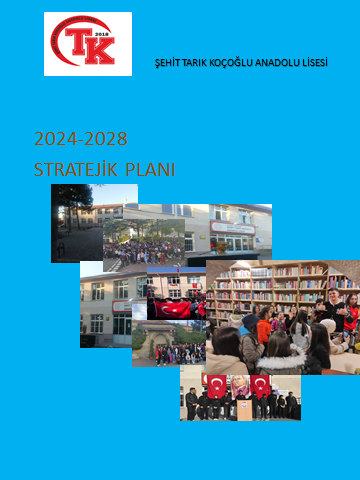 TK
2018
ŞEHİT TARIK KOÇOĞLU ANADOLU LİSESİ
2024-2028
STRATEJİK PLANI